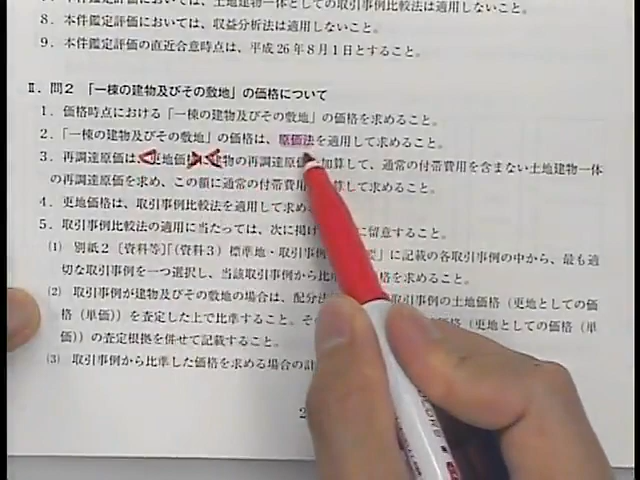 土地建物一体としての取引事例比較法は適用しないこと。
8．本件鑑定評価においては、収益分析法は適用しないこと。
9．本件鑑定評価の直近合意時点は、平成26年8月1日とすること。
Ⅱ．問2 「一棟の建物及びその敷地」の価格について
1．価格時点における「一棟の建物及びその敷地」の価格を求めること。
2．「一棟の建物及びその敷地」の価格は、原価法を適用して求めること。
3．再調達原価は、更地価格に建物の再調達原価 加算して、通常の付帯費用を含まない土地建物一体
の再調達原価を求め、この額に通常の付帯費用 算して求めること。
4．更地価格は、取引事例比較法を適用して求め
5．取引事例比較法の適用に当たっては、次に掲げ に留意すること。
(1) 別紙2［資料等］「(資料3) 標準地・取引事例 」に記載の各取引事例の中から、最も適
切な取引事例を一つ選択し、当該取引事例から比 格を求めること。
(2) 取引事例が建物及びその敷地の場合は、配分法 取引事例の土地価格（更地としての価
格（単価））を査定した上で比準すること。そ （更地としての価格（単
価））の査定根拠を併せて記載すること。
(3) 取引事例から比準した価格を求める場合の計
2